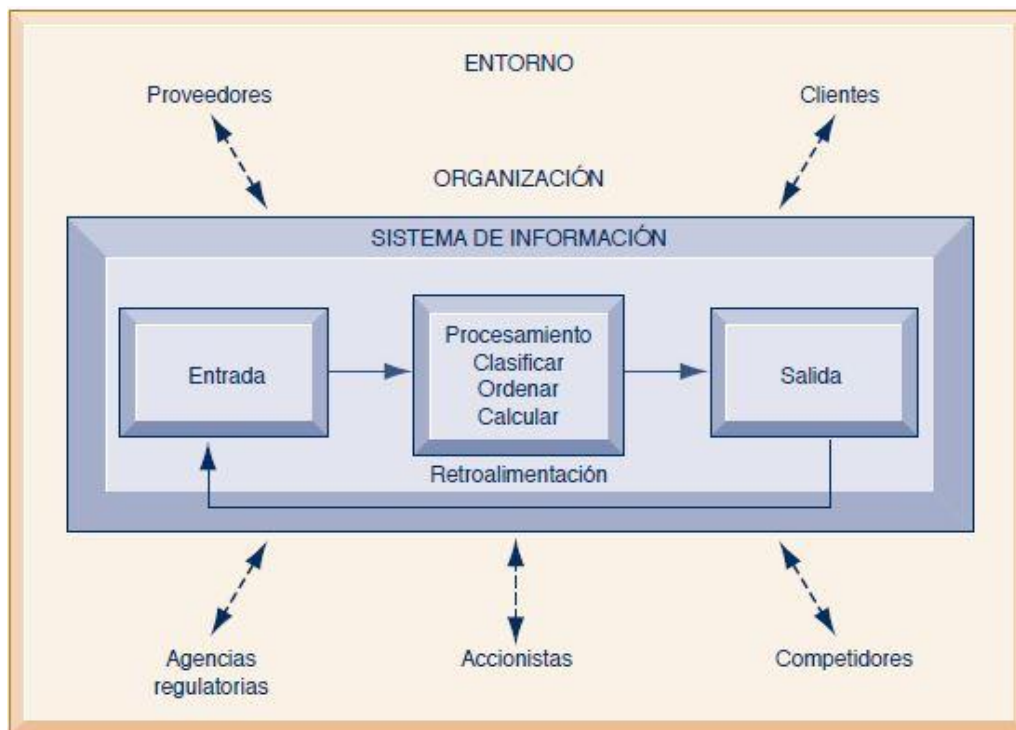 ENTORNO
Proveedores
Clientes
ORGANIZACIÓN
SISTEMA DE INFORMACIÓN
Entrada
Procesamiento
Clasificar
Ordenar
Calcular
Salida
Retroalimentación
Agencias
regulatorias
Accionistas
Competidores